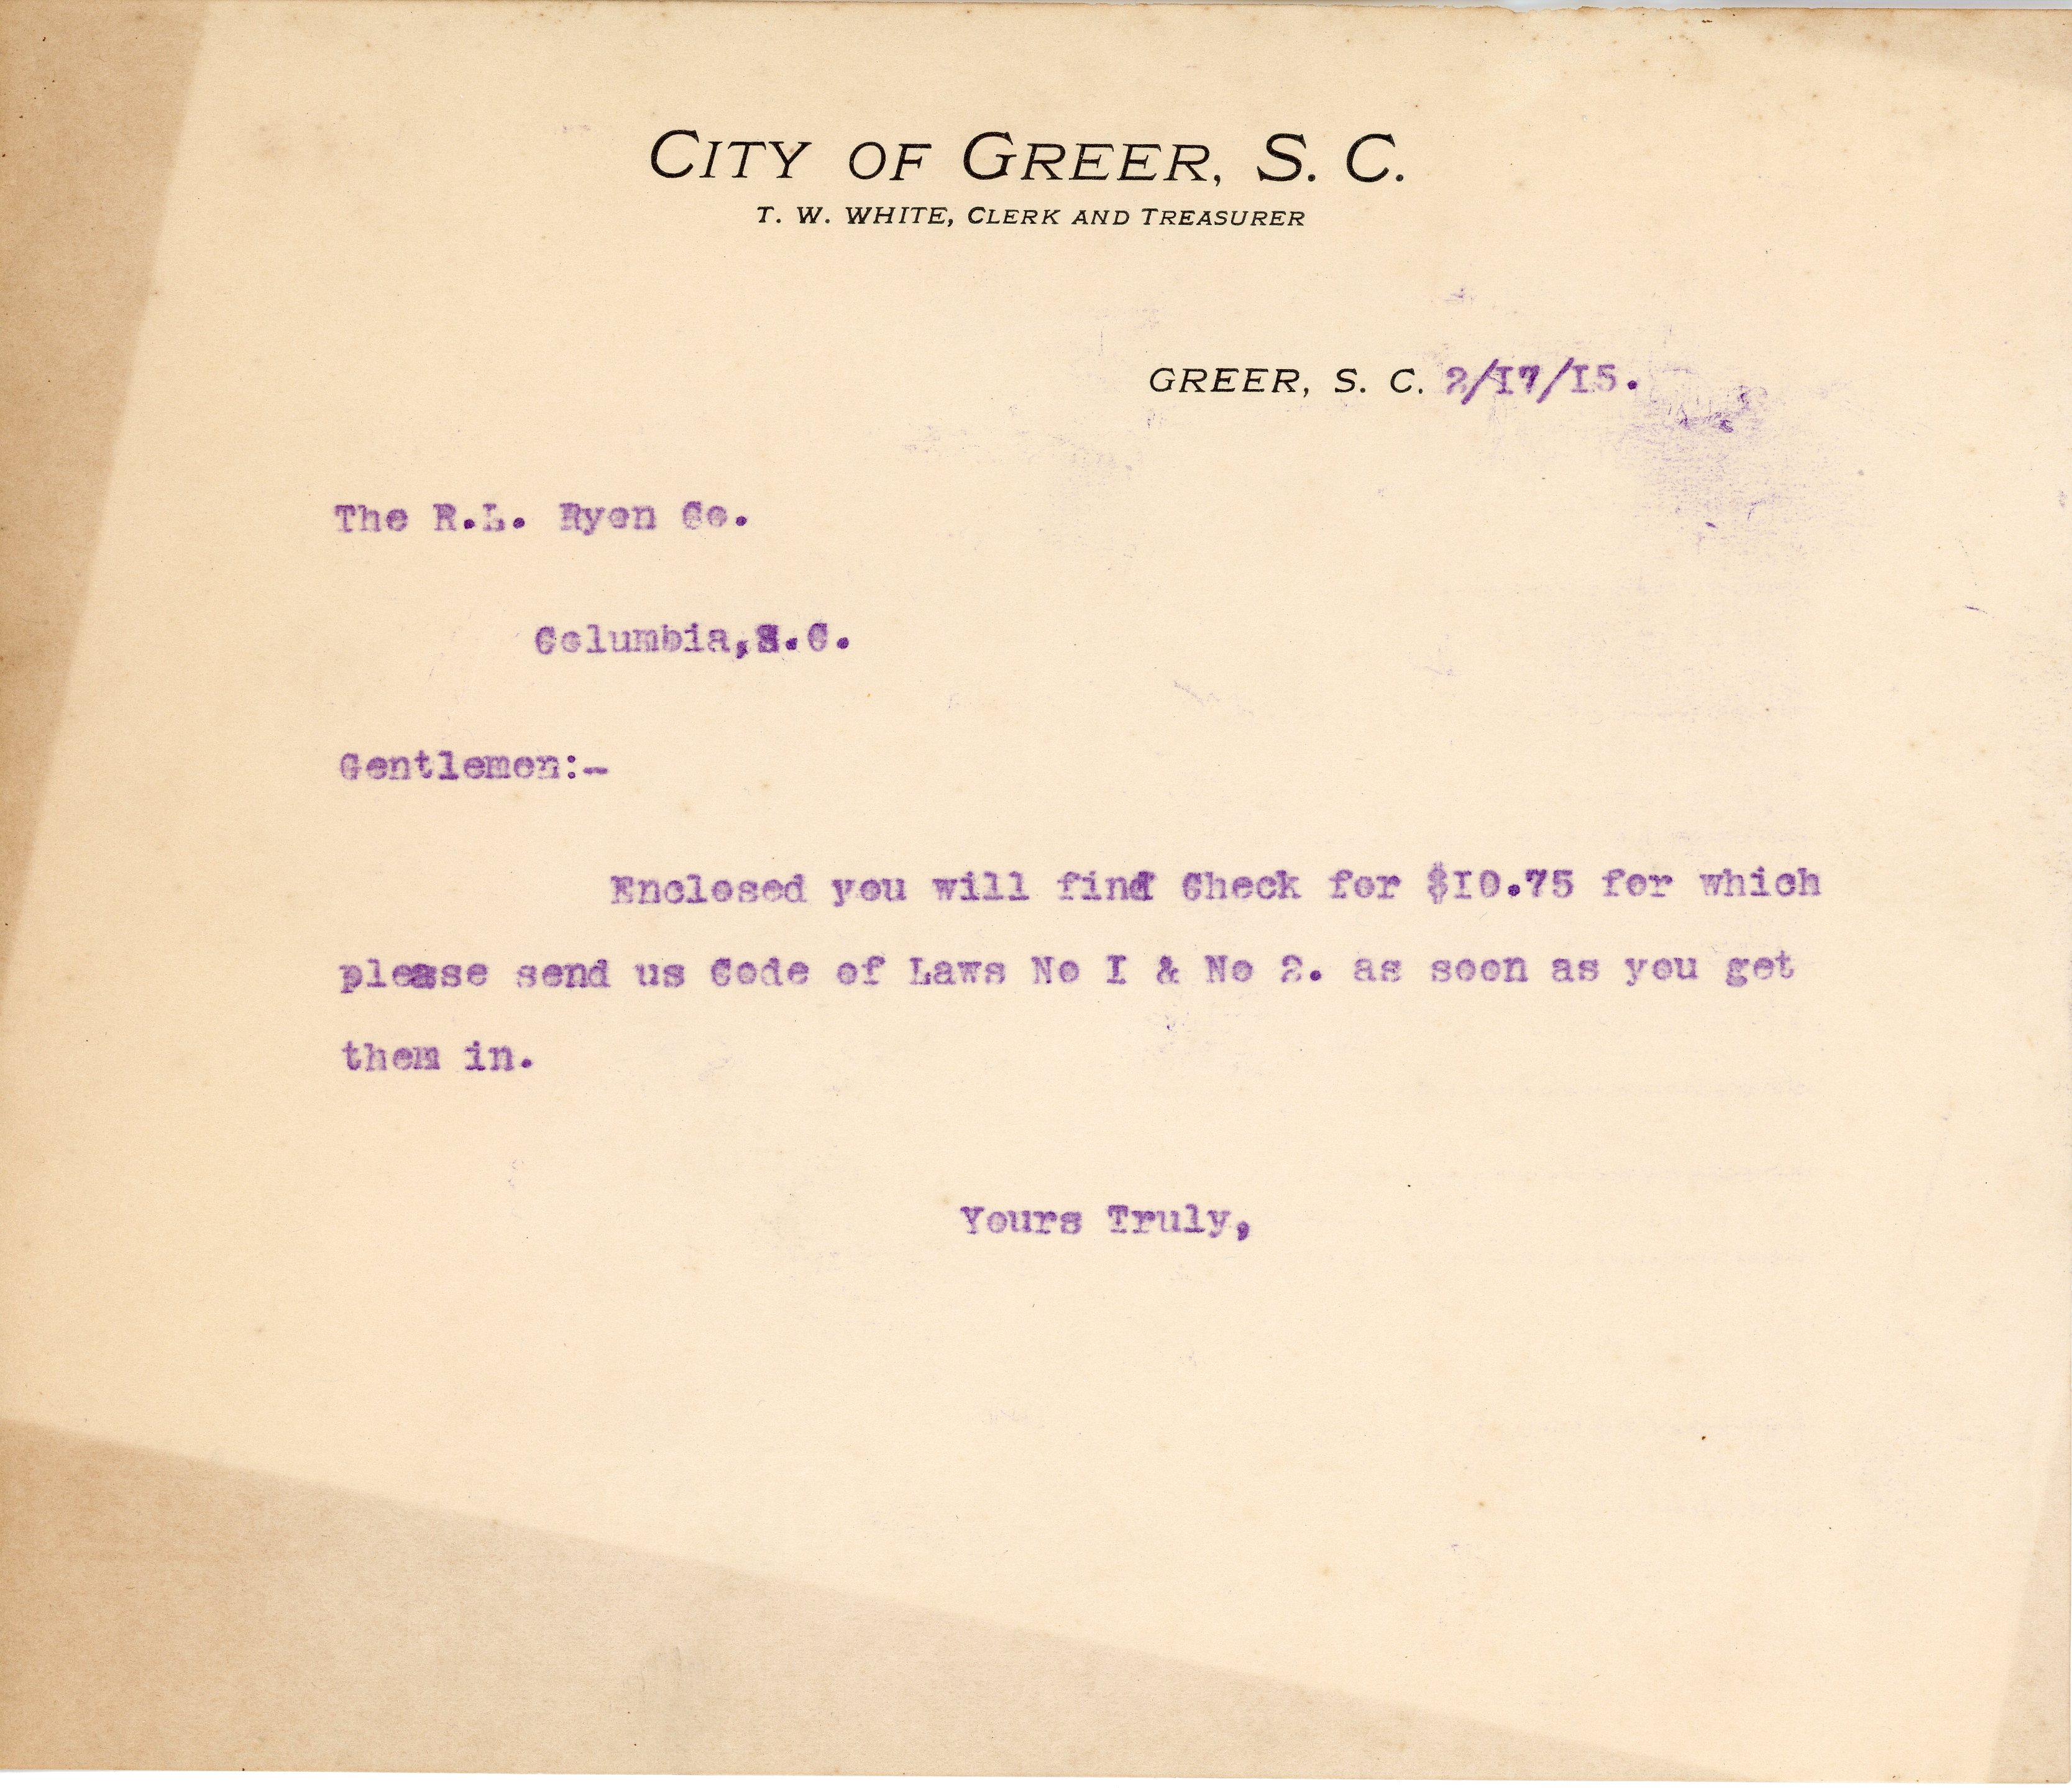 CITY OF GREER, S. C.
T. W. WHITE, CLERK AND TREASURER
GREER, S. C. 2/17/15.
The R.L. Ryen Co.
Columbia,S.C.
Gentlemen:-
Enclosed you will find Check for $I0.75 for which
please send us Code of Laws No I & No 2. as soon as you get
them in.
Yours Truly,